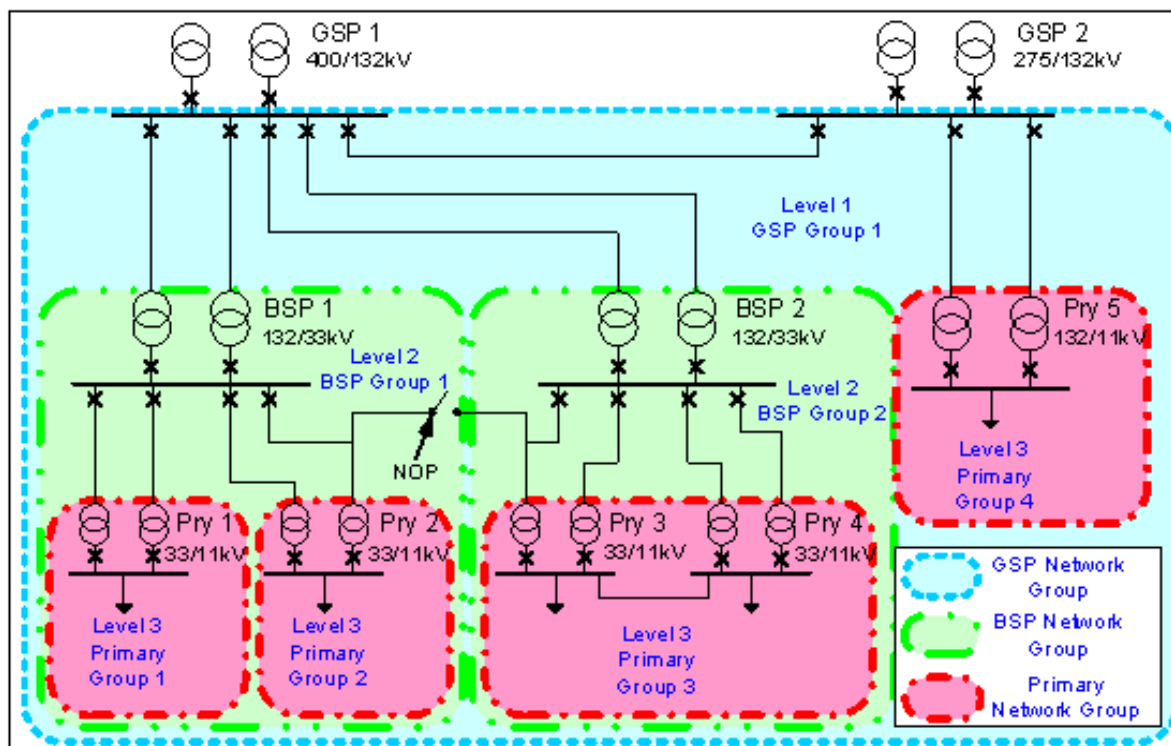 GSP 1
400/132kV
GSP 2
275/132kV
Level 1
GSP Group 1
BSP 1
132/33kV
Level 2
BSP Group 1
BSP 2
132/33kV
Level 2
BSP Group 2
Pry 5
132/11kV
Level 3
Primary
Group 4
NOP
Pry 1
33/11kV
Level 3
Primary
Group 1
Pry 2
33/11kV
Level 3
Primary
Group 2
Pry 3
33/11kV
Pry 4
33/11kV
Level 3
Primary
Group 3
GSP Network
Group
BSP Network
Group
Primary
Network Group